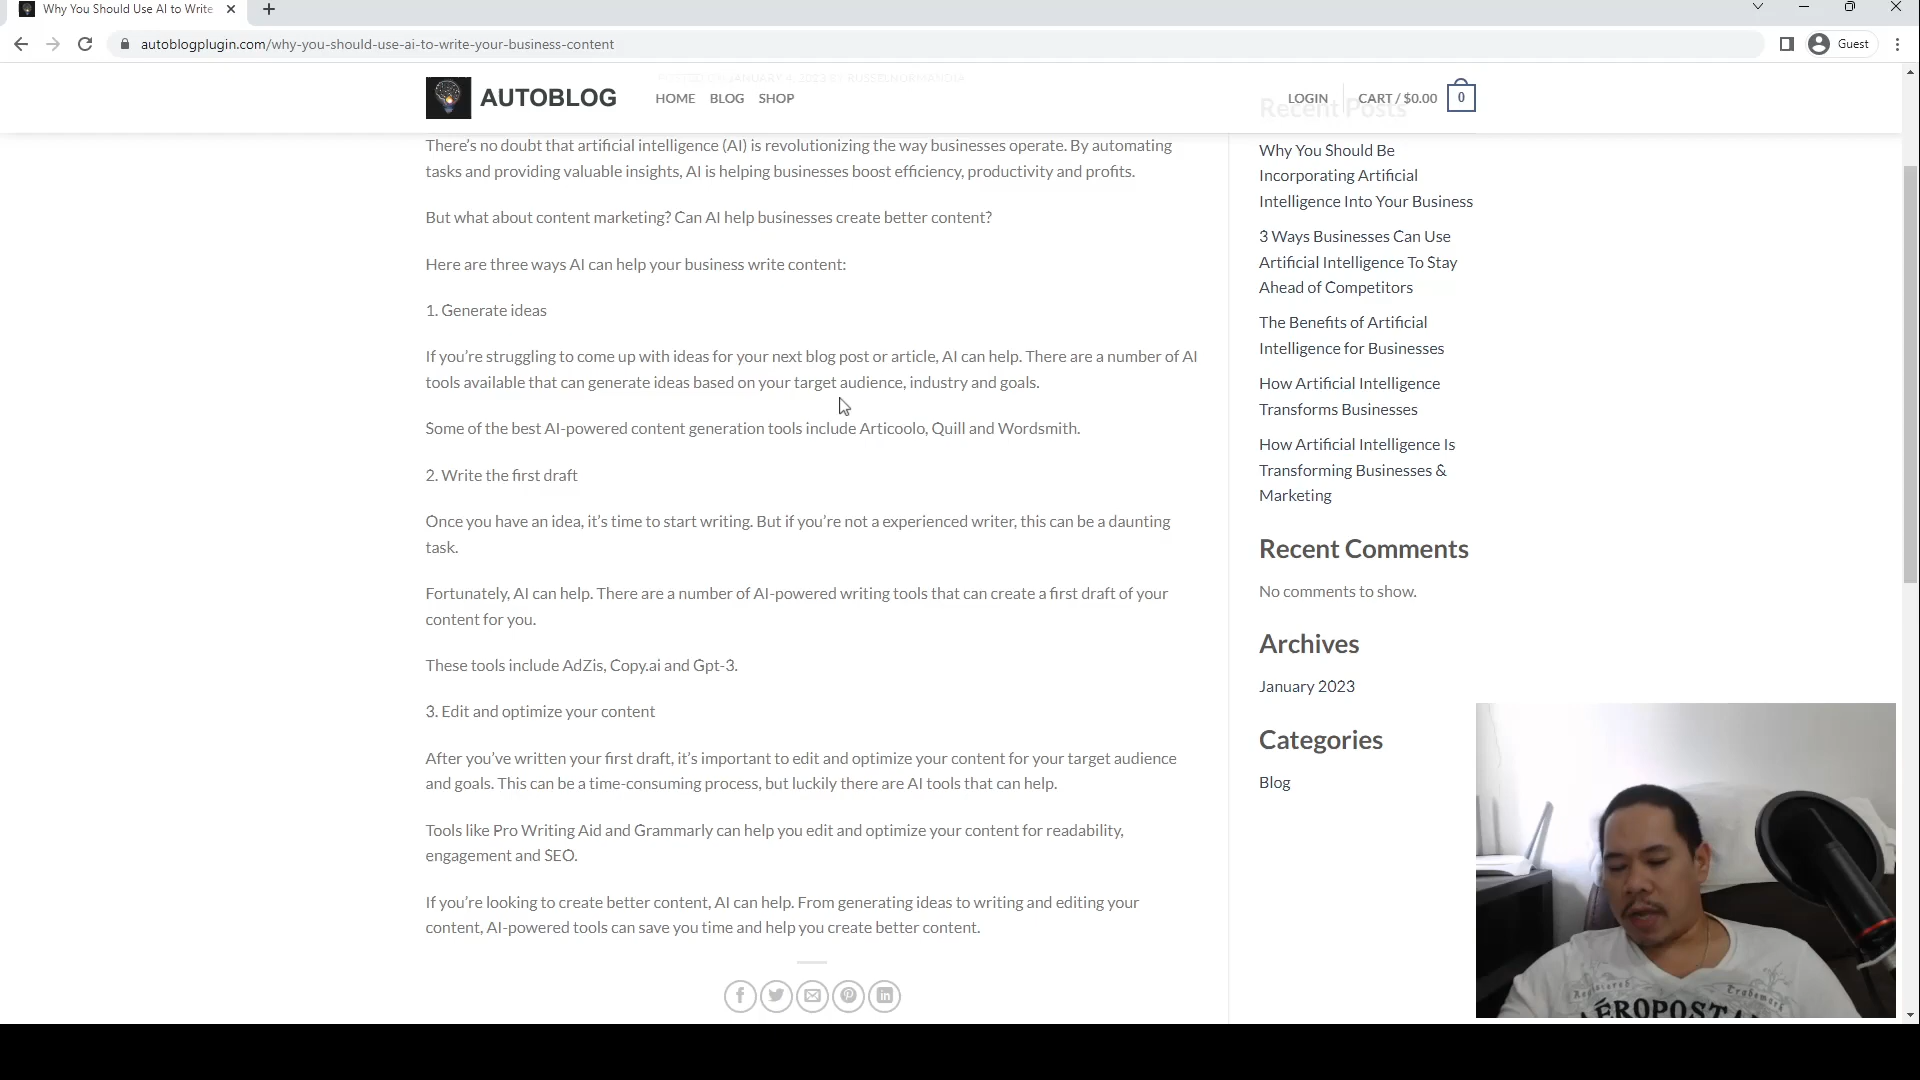 Why You Should Use AI to Write
autoblogplugin.com/why-you-should-use-ai-to-write-your-business-content
Guest
POSTED ON JANUARY 4, 2023 BY
AUTOBLOG
HOME BLOG SHOP
LOGIN CART / $0.00 0
Recent Posts
There’s no doubt that artificial intelligence (AI) is revolutionizing the way businesses operate. By automating
tasks and providing valuable insights, AI is helping businesses boost efficiency, productivity and profits.
But what about content marketing? Can AI help businesses create better content?
Here are three ways AI can help your business write content:
1. Generate ideas
If you’re struggling to come up with ideas for your next blog post or article, AI can help. There are a number of AI
tools available that can generate ideas based on your target audience, industry and goals.
Some of the best AI-powered content generation tools include Articoolo, Quill and Wordsmith.
2. Write the first draft
Once you have an idea, it’s time to start writing. But if you’re not a experienced writer, this can be a daunting
task.
Fortunately, AI can help. There are a number of AI-powered writing tools that can create a first draft of your
content for you.
These tools include AdZis, Copy.ai and Gpt-3.
3. Edit and optimize your content
After you’ve written your first draft, it’s important to edit and optimize your content for your target audience
and goals. This can be a time-consuming process, but luckily there are AI tools that can help.
Tools like Pro Writing Aid and Grammarly can help you edit and optimize your content for readability,
engagement and SEO.
If you’re looking to create better content, AI can help. From generating ideas to writing and editing your
content, AI-powered tools can save you time and help you create better content.
Why You Should Be
Incorporating Artificial
Intelligence Into Your Business
3 Ways Businesses Can Use
Artificial Intelligence To Stay
Ahead of Competitors
The Benefits of Artificial
Intelligence for Businesses
How Artificial Intelligence
Transforms Businesses
How Artificial Intelligence Is
Transforming Businesses &
Marketing
Recent Comments
No comments to show.
Archives
January 2023
Categories
Blog
Registered Trademark
AÉROPOSTA